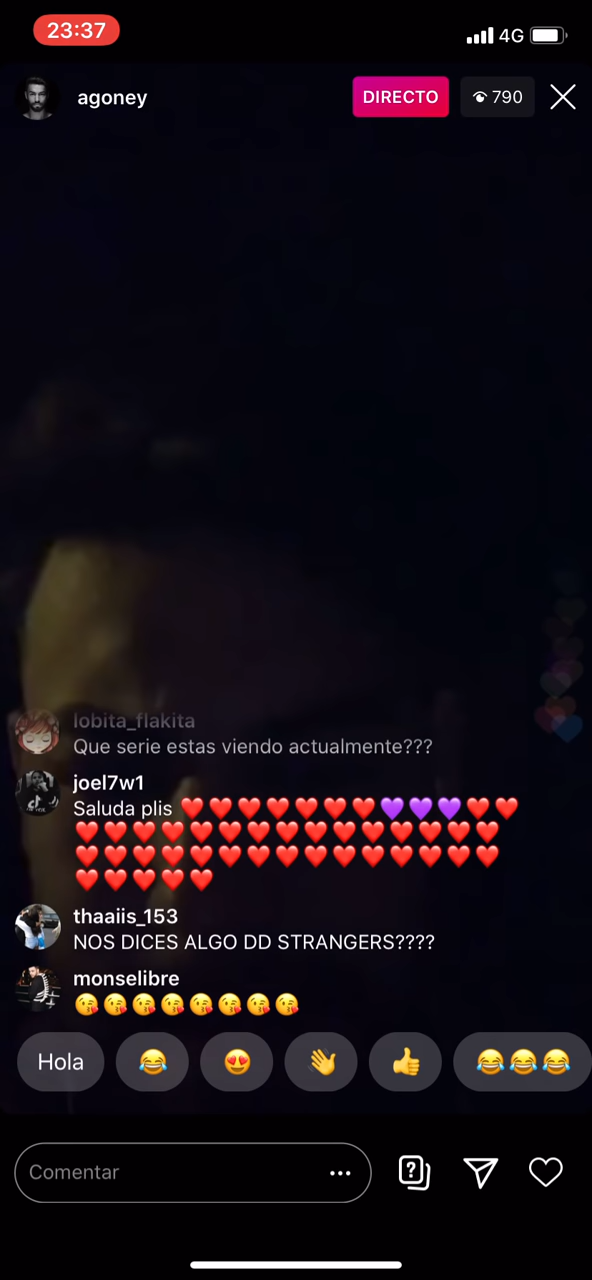 23:37
4G
agoney
DIRECTO
790
lobita_flakita
Que serie estas viendo actualmente???
joel7w1
Saluda plis ❤️❤️❤️❤️❤️❤️❤️💜💜💜❤️❤️
❤️❤️❤️❤️❤️❤️❤️❤️❤️❤️❤️❤️❤️❤️❤️
❤️❤️❤️❤️❤️❤️❤️❤️❤️❤️❤️❤️❤️❤️❤️
❤️❤️❤️❤️❤️
thaaiis_153
NOS DICES ALGO DD STRANGERS????
monselibre
😘😘😘😘😘😘😘😘
Hola 😂 😍 👋 👍 😂😂😂
Comentar